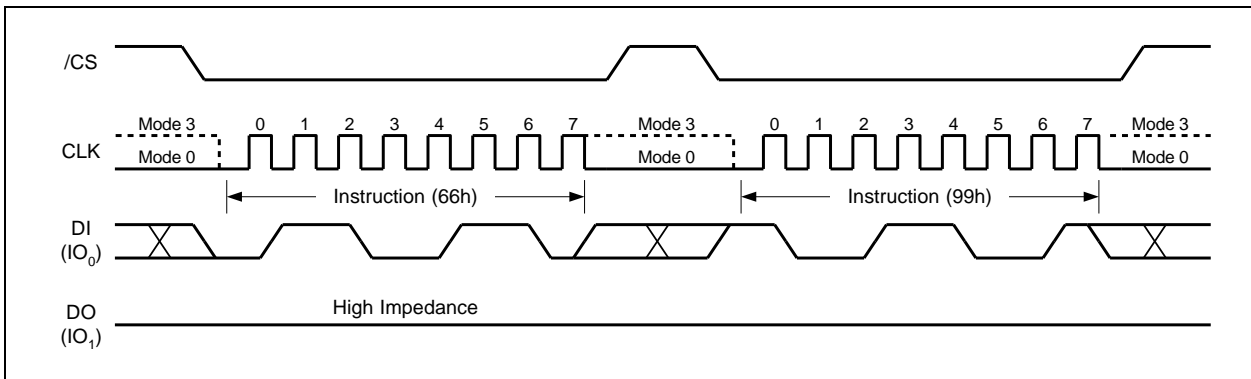 /CS
Mode 3 0 1 2 3 4 5 6 7 Mode 3 0 1 2 3 4 5 6 7 Mode 3
CLK Mode 0 Mode 0 Mode 0
Instruction (66h) Instruction (99h)
DI
(IO0)
High Impedance
DO
(IO1)